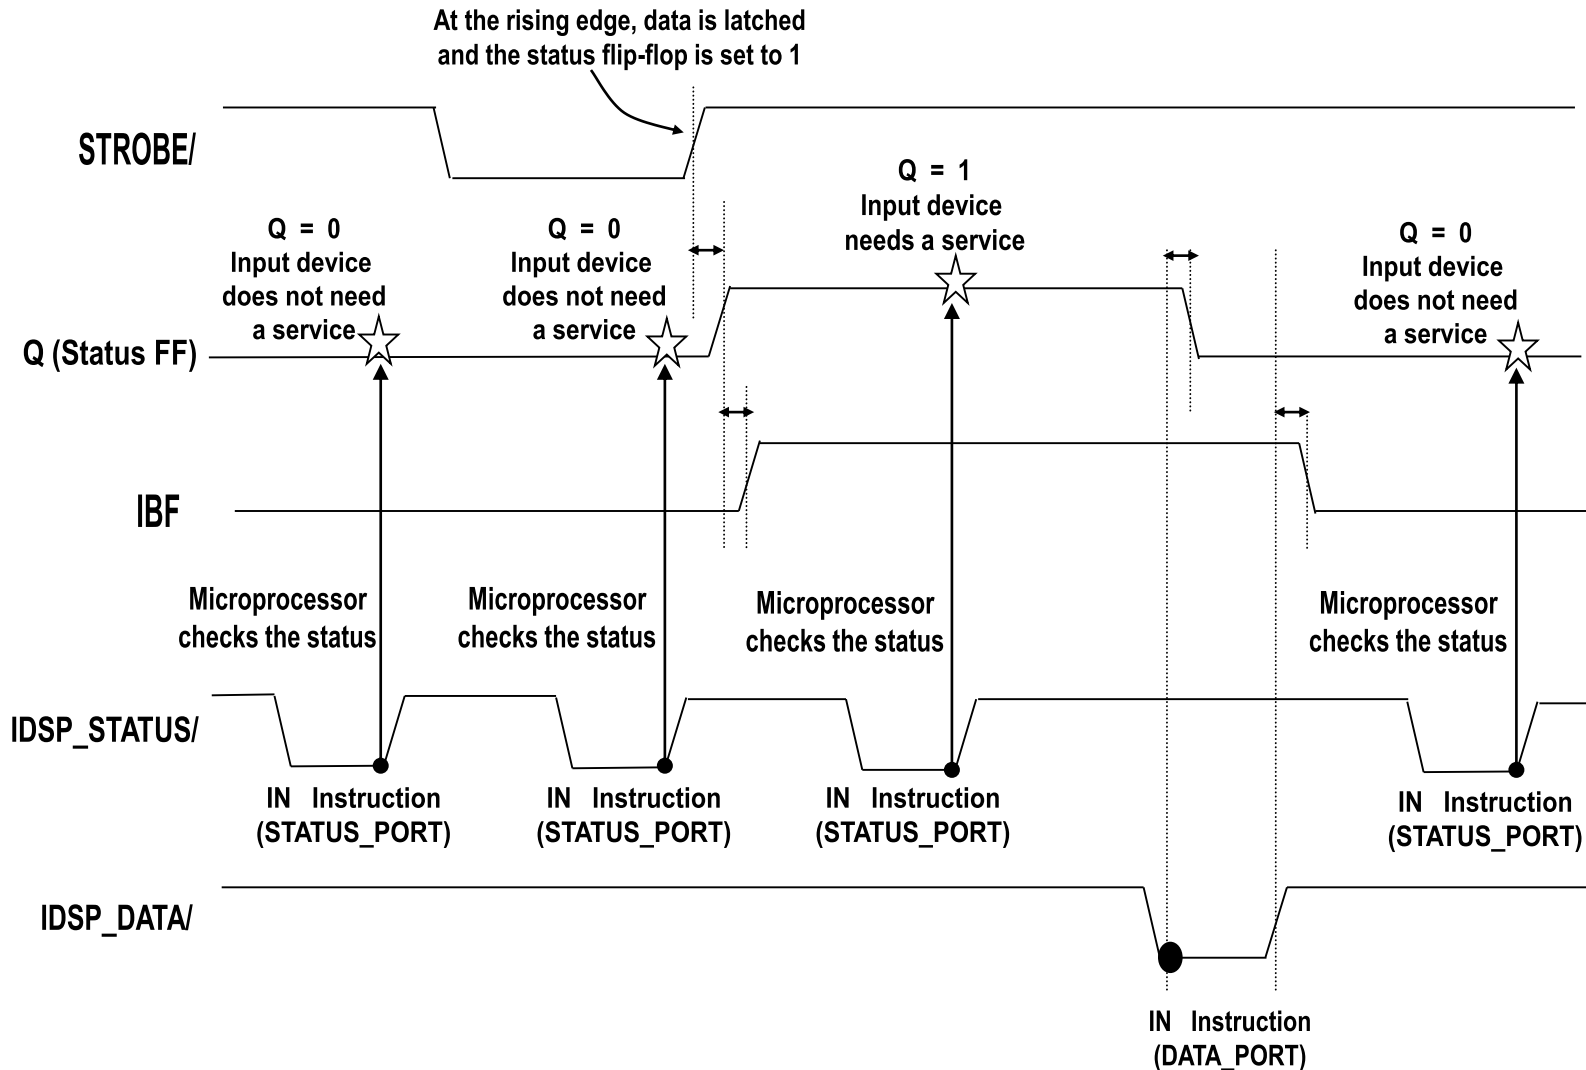 At the rising edge, data is latched
and the status flip-flop is set to 1
STROBE/
Q = 0
Input device
does not need
a service
Q = 0
Input device
does not need
a service
Q = 1
Input device
needs a service
Q = 0
Input device
does not need
a service
Q (Status FF)
IBF
Microprocessor
checks the status
Microprocessor
checks the status
Microprocessor
checks the status
Microprocessor
checks the status
IDSP_STATUS/
IN Instruction
(STATUS_PORT)
IN Instruction
(STATUS_PORT)
IN Instruction
(STATUS_PORT)
IN Instruction
(STATUS_PORT)
IDSP_DATA/
IN Instruction
(DATA_PORT)